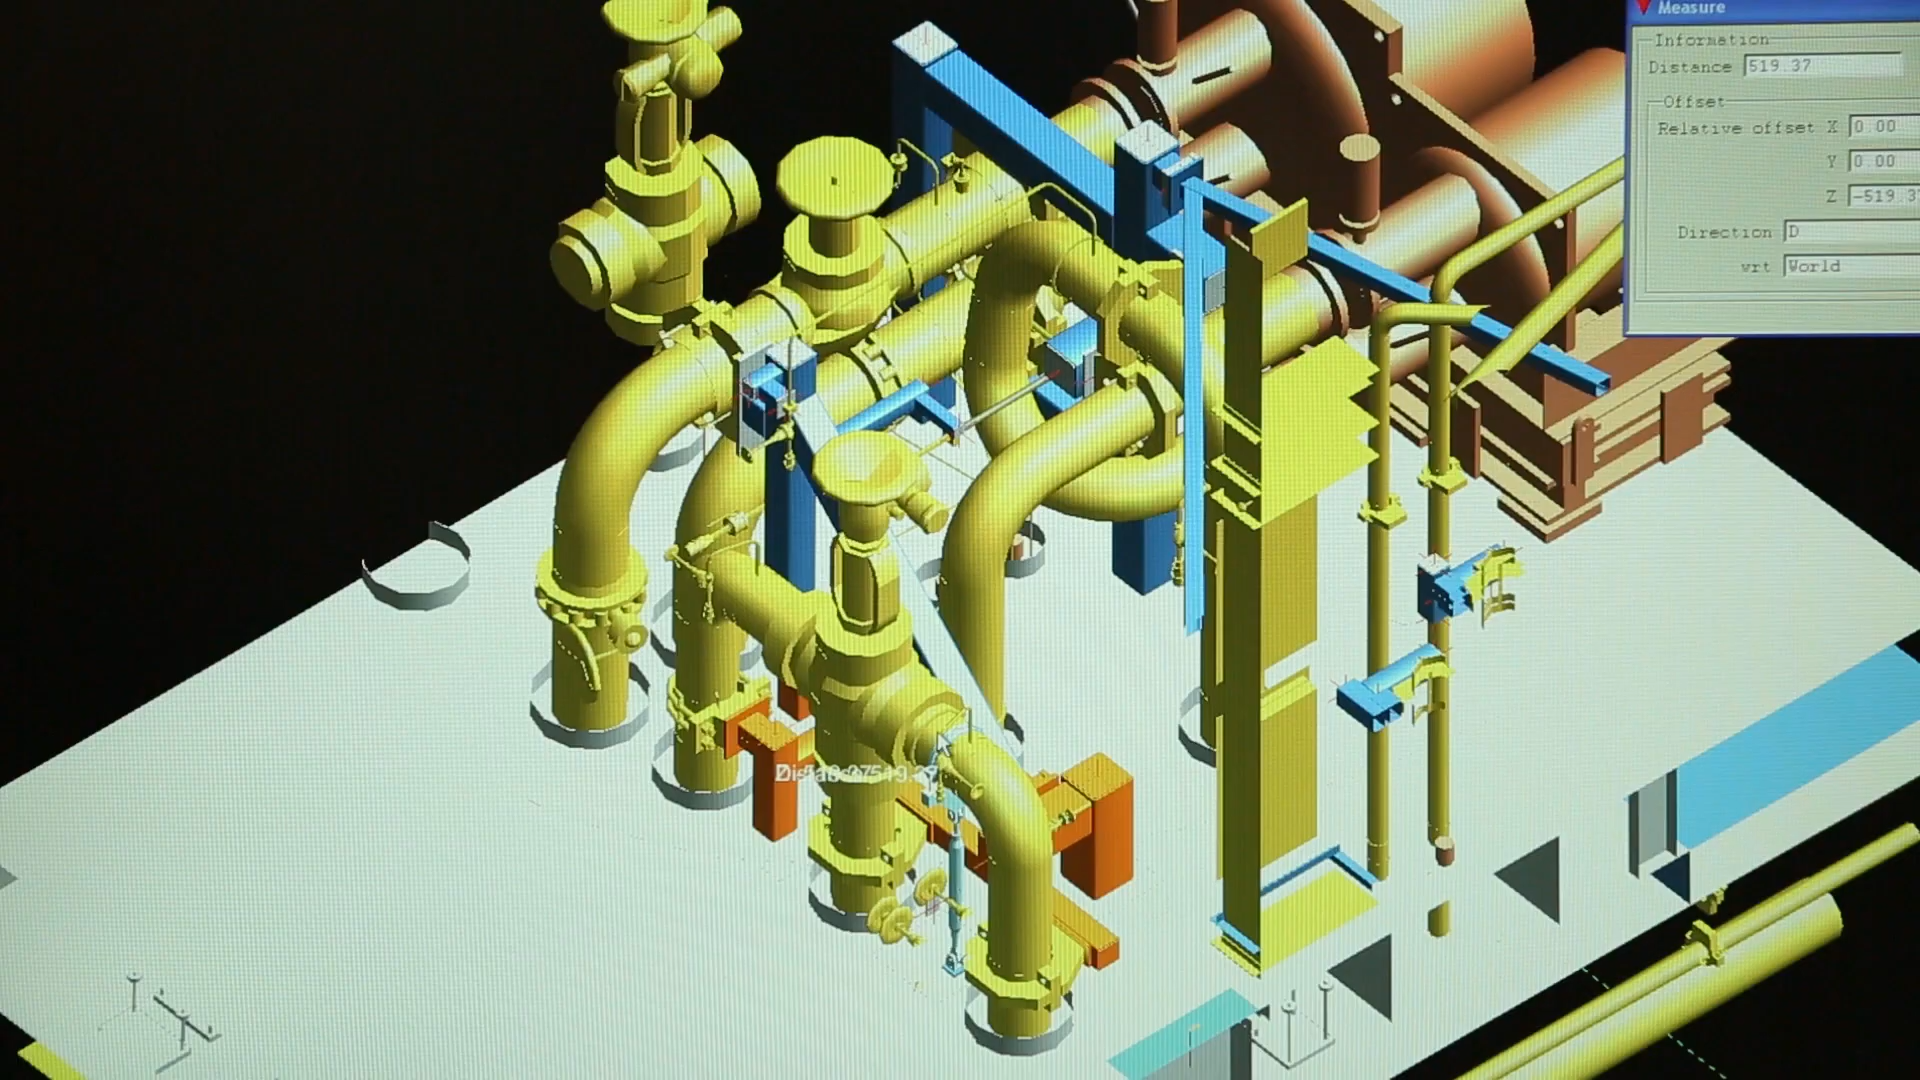 Measure
Information
Distance 519.37
Offset
Relative offset X 0.00
Y 0.00
Z -519.37
Direction D
wrt World